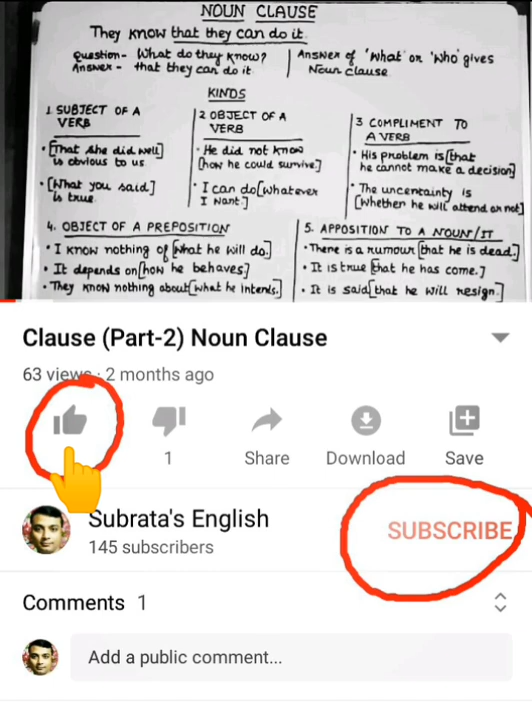 NOUN CLAUSE
They know that they can do it.
Question - What do they know?
Answer - that they can do it.
Answer of 'what' or 'who' gives
Noun clause
KINDS
1. SUBJECT OF A
VERB
• [That she did well]
is obvious to us.
• [What you said]
is true.
2 OBJECT OF A
VERB
• He did not know
[how he could survive]
• I can do [whatever
I want.]
3 COMPLIMENT TO
A VERB
• His problem is [that
he cannot make a decision]
• The uncertainty is
[whether he will attend or not]
4. OBJECT OF A PREPOSITION
• I know nothing of [what he will do.]
• It depends on [how he behaves.]
• They know nothing about [what he intends.]
5. APPOSITION TO A NOUN/IT
• There is a rumour [that he is dead.]
• It is true [that he has come.]
• It is said [that he will resign.]
Clause (Part-2) Noun Clause
63 views · 2 months ago
1
Share
Download
Save
Subrata's English
145 subscribers
SUBSCRIBE
Comments 1
Add a public comment...